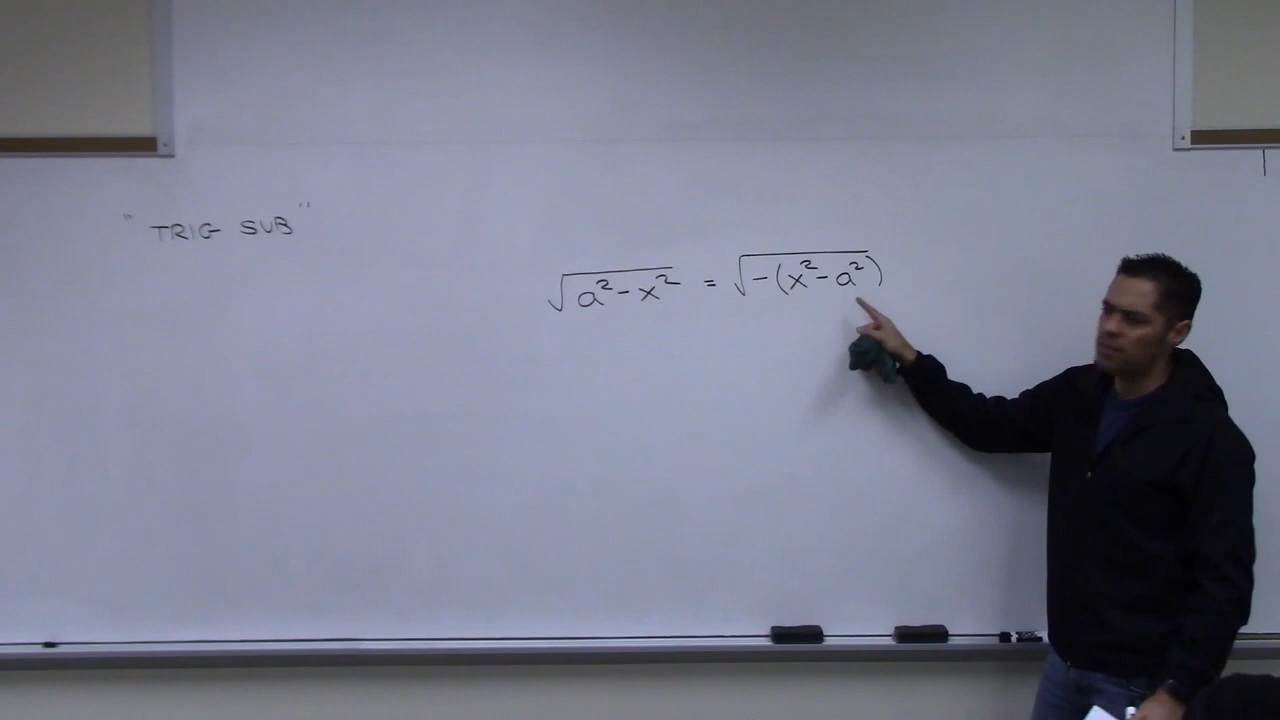 "TRIG SUB"
√(a² - x²) = √(-(x² - a²))